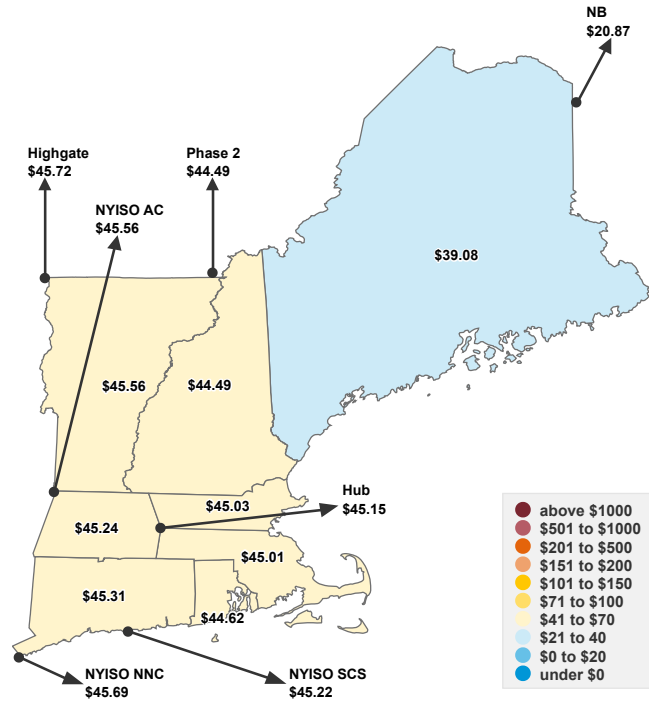 NB
$20.87
Highgate
$45.72
Phase 2
$44.49
NYISO AC
$45.56
$39.08
$45.56
$44.49
Hub
$45.15
$45.03
$45.24
$45.01
$45.31
$44.62
NYISO NNC
$45.69
NYISO SCS
$45.22
above $1000
$501 to $1000
$201 to $500
$151 to $200
$101 to $150
$71 to $100
$41 to $70
$21 to 40
$0 to $20
under $0